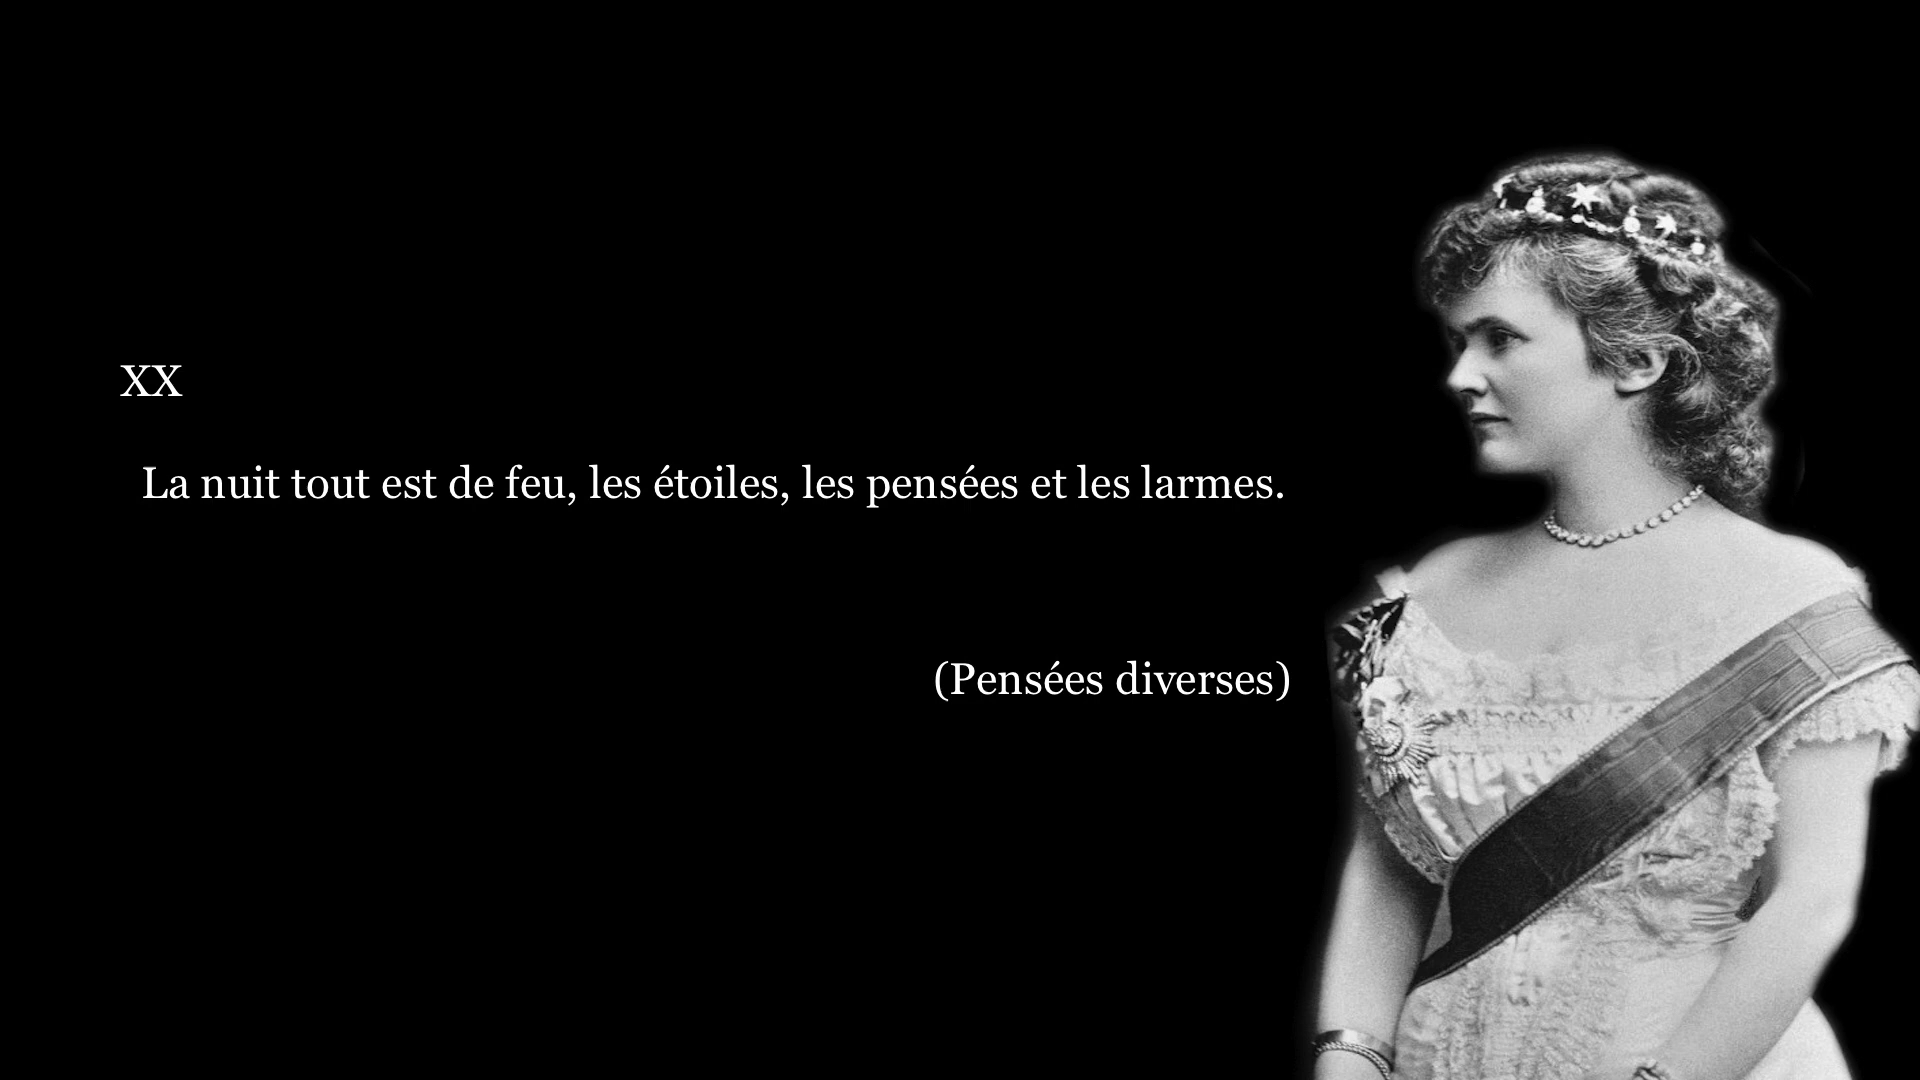 XX
La nuit tout est de feu, les étoiles, les pensées et les larmes.
(Pensées diverses)